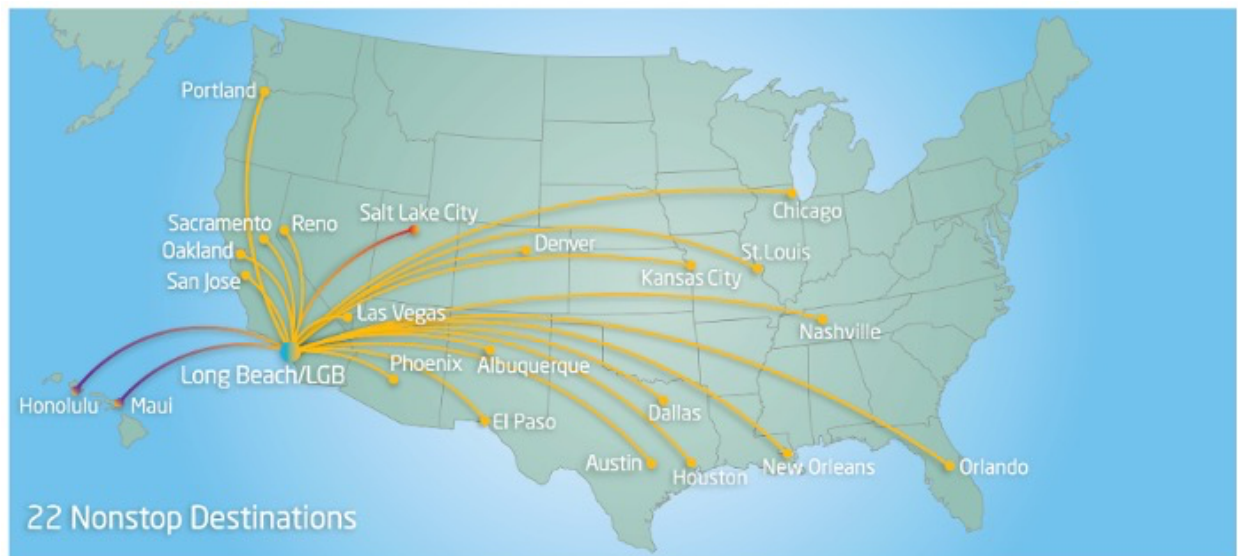 Portland
Sacramento
Reno
Salt Lake City
Oakland
San Jose
Denver
Chicago
St.Louis
Kansas City
Las Vegas
Nashville
Long Beach/LGB
Phoenix
Albuquerque
Honolulu
Maui
El Paso
Dallas
Austin
Houston
New Orleans
Orlando
22 Nonstop Destinations